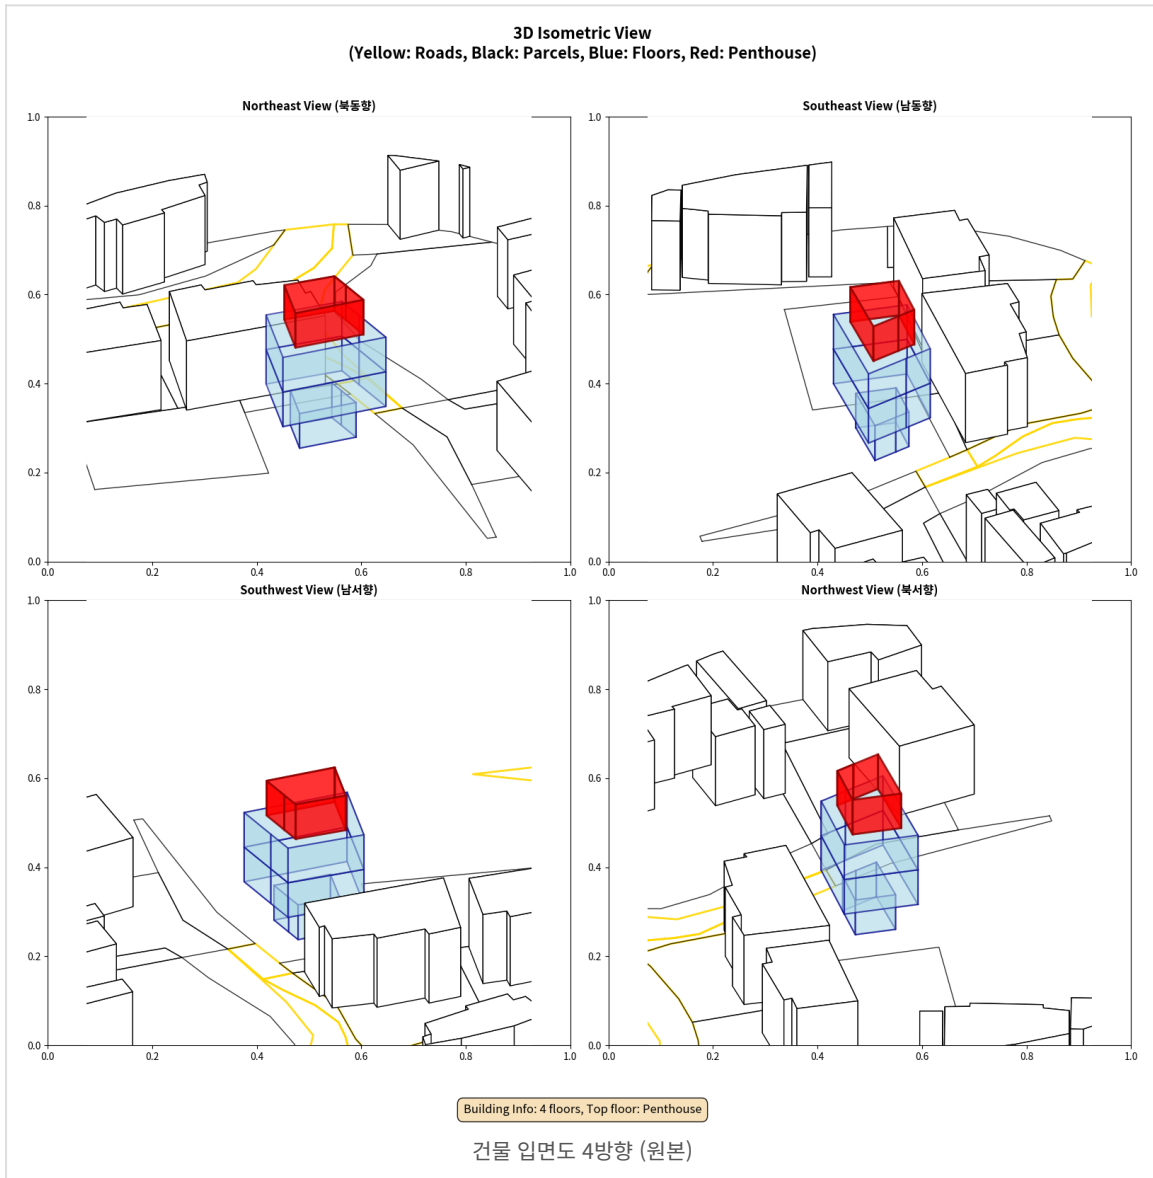 3D Isometric View
(Yellow: Roads, Black: Parcels, Blue: Floors, Red: Penthouse)
Northeast View (북동향)
1.0
0.8
0.6
0.4
0.2
0.0
0.0 0.2 0.4 0.6 0.8 1.0
Southeast View (남동향)
1.0
0.8
0.6
0.4
0.2
0.0
0.0 0.2 0.4 0.6 0.8 1.0
Southwest View (남서향)
1.0
0.8
0.6
0.4
0.2
0.0
0.0 0.2 0.4 0.6 0.8 1.0
Northwest View (북서향)
1.0
0.8
0.6
0.4
0.2
0.0
0.0 0.2 0.4 0.6 0.8 1.0
Building Info: 4 floors, Top floor: Penthouse
건물 입면도 4방향 (원본)